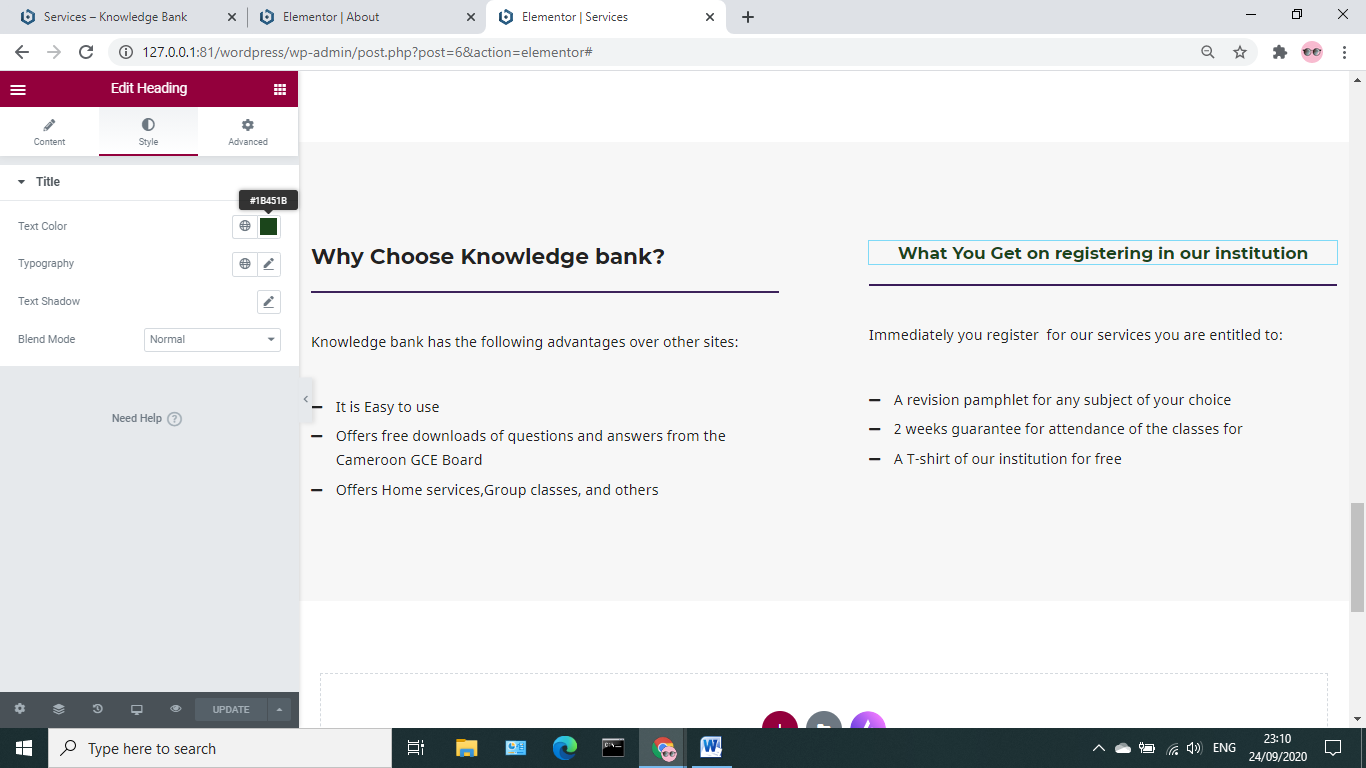 Services – Knowledge Bank
Elementor | About
Elementor | Services
127.0.0.1:81/wordpress/wp-admin/post.php?post=6&action=elementor#
Edit Heading
Content
Style
Advanced
Title
#1B451B
Text Color
Typography
Text Shadow
Blend Mode
Normal
Need Help
UPDATE
Why Choose Knowledge bank?
Knowledge bank has the following advantages over other sites:
It is Easy to use
Offers free downloads of questions and answers from the
Cameroon GCE Board
Offers Home services,Group classes, and others
What You Get on registering in our institution
Immediately you register  for our services you are entitled to:
A revision pamphlet for any subject of your choice
2 weeks guarantee for attendance of the classes for
A T-shirt of our institution for free
Type here to search
ENG
23:10
24/09/2020